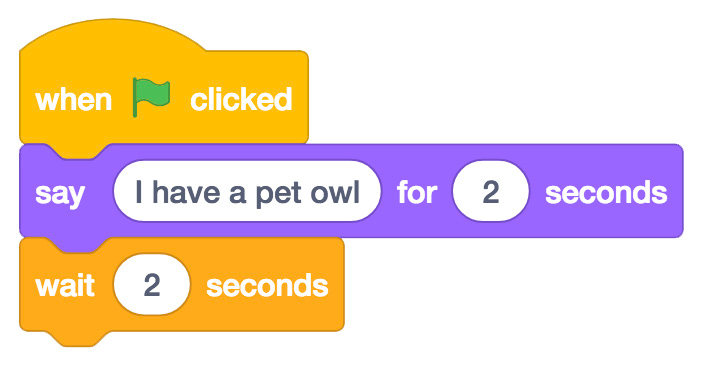 when clicked
say I have a pet owl for 2 seconds
wait 2 seconds